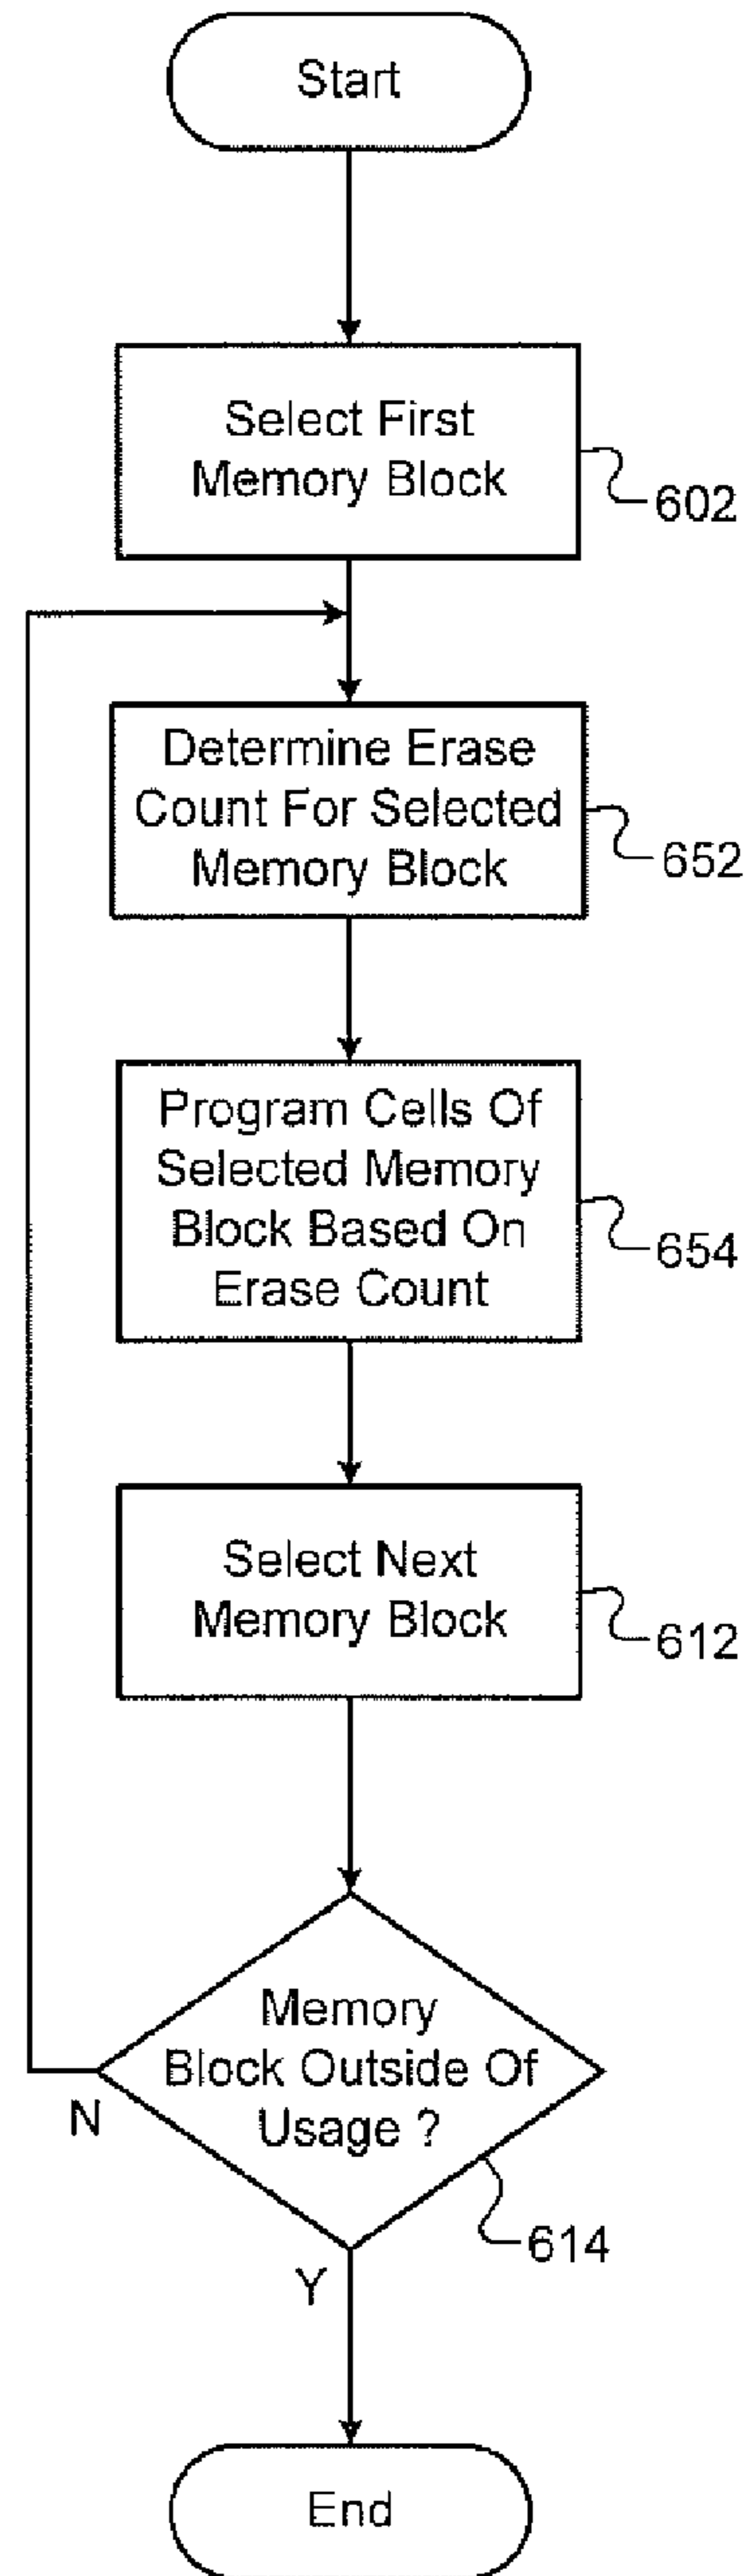 Start
Select First
Memory Block
602
Determine Erase
Count For Selected
Memory Block
652
Program Cells Of
Selected Memory
Block Based On
Erase Count
654
Select Next
Memory Block
612
Memory
Block Outside Of
Usage ?
N
614
Y
End